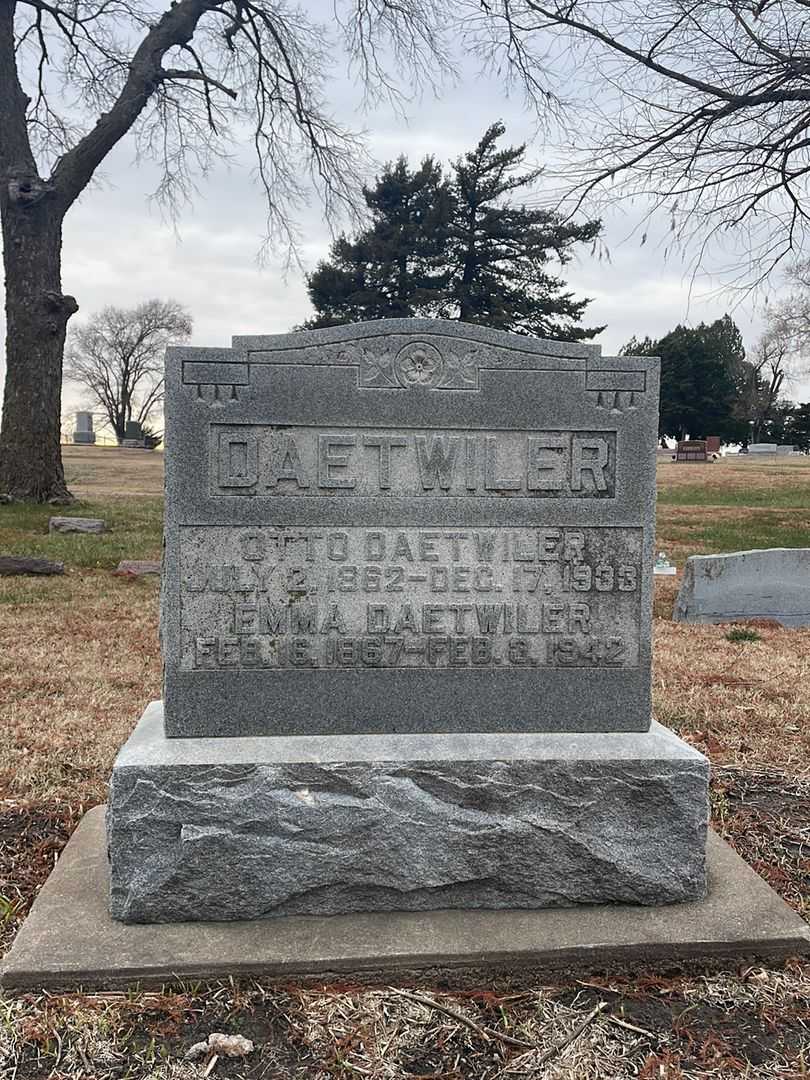 DAETWILER
OTTO DAETWILER
JULY 2, 1862–DEC. 17, 1933
EMMA DAETWILER
FEB. 16, 1867–FEB. 3, 1942